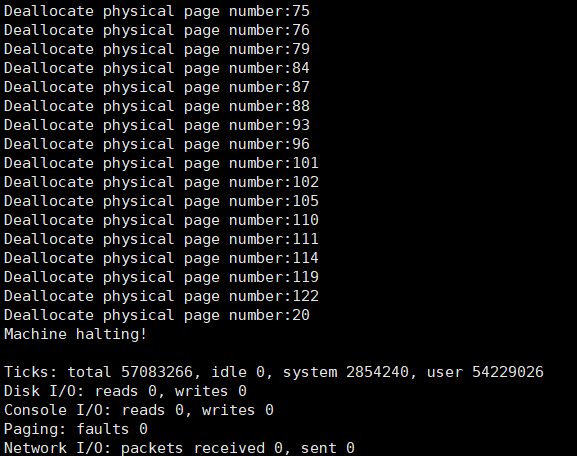 Deallocate physical page number:75
Deallocate physical page number:76
Deallocate physical page number:79
Deallocate physical page number:84
Deallocate physical page number:87
Deallocate physical page number:88
Deallocate physical page number:93
Deallocate physical page number:96
Deallocate physical page number:101
Deallocate physical page number:102
Deallocate physical page number:105
Deallocate physical page number:110
Deallocate physical page number:111
Deallocate physical page number:114
Deallocate physical page number:119
Deallocate physical page number:122
Deallocate physical page number:20
Machine halting!
Ticks: total 57083266, idle 0, system 2854240, user 54229026
Disk I/O: reads 0, writes 0
Console I/O: reads 0, writes 0
Paging: faults 0
Network I/O: packets received 0, sent 0